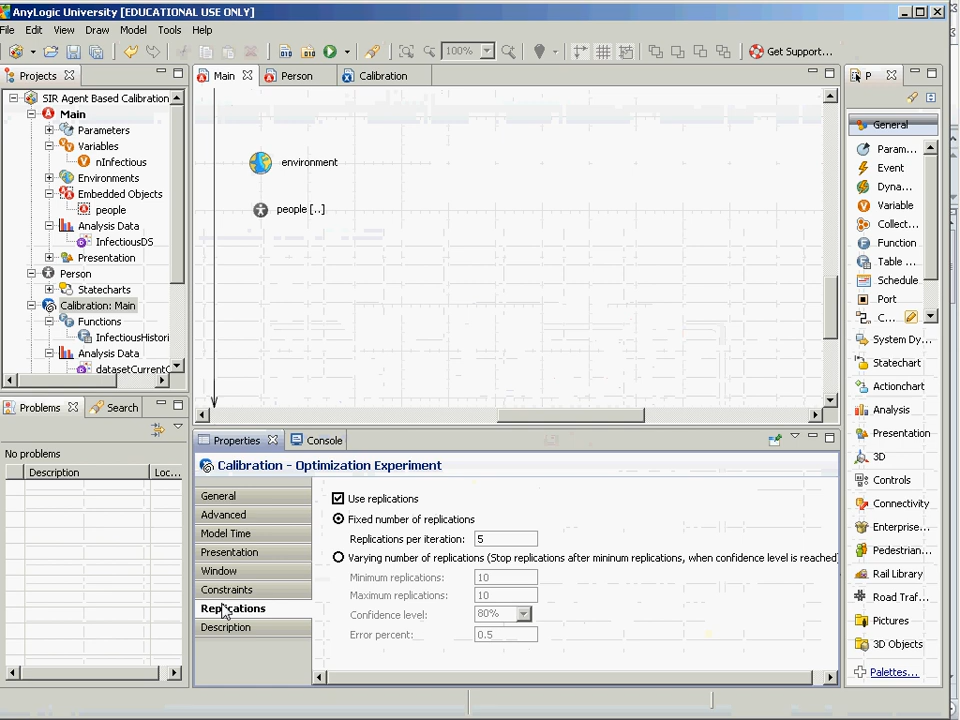 AnyLogic University [EDUCATIONAL USE ONLY]
File Edit View Draw Model Tools Help
100% Get Support...
Projects
SIR Agent Based Calibration
Main
Parameters
Variables
nInfectious
Environments
Embedded Objects
people
Analysis Data
InfectiousDS
Presentation
Person
Statecharts
Calibration: Main
Functions
InfectiousHistori
Analysis Data
datasetCurrentO
Problems Search
No problems
Description Loc...
Main Person Calibration
environment
people [..]
Properties Console
Calibration - Optimization Experiment
General
Advanced
Model Time
Presentation
Window
Constraints
Replications
Description
Use replications
Fixed number of replications
Replications per iteration: 5
Varying number of replications (Stop replications after minimum replications, when confidence level is reached)
Minimum replications: 10
Maximum replications: 10
Confidence level: 80%
Error percent: 0.5
P
General
Param...
Event
Dyna...
Variable
Collect...
Function
Table ...
Schedule
Port
C...
System Dy...
Statechart
Actionchart
Analysis
Presentation
3D
Controls
Connectivity
Enterprise...
Pedestrian...
Rail Library
Road Traf...
Pictures
3D Objects
Palettes...